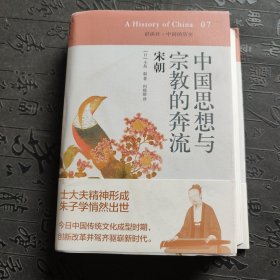 A History of China 07
讲谈社·中国的历史
中国思想与
宗教的奔流
宋朝
士大夫精神形成
朱子学悄然出世
今日中国传统文化成型时期，
创新改革并驾齐驱崭新时代。